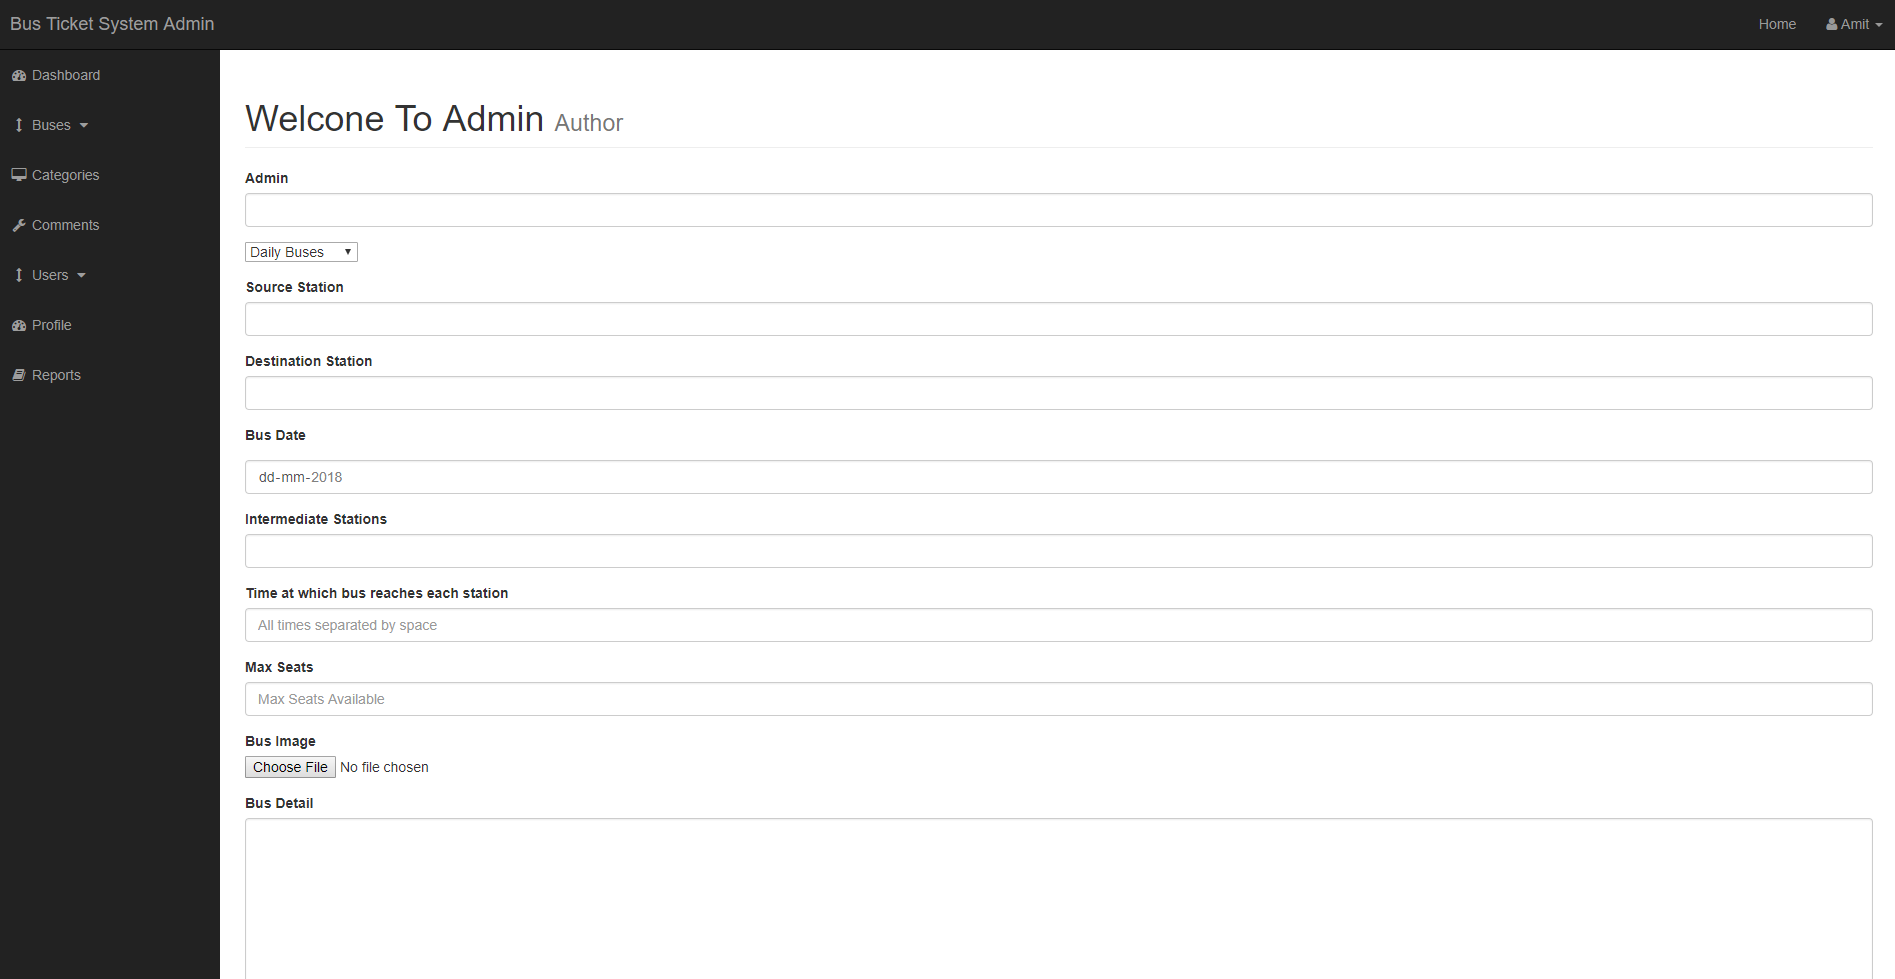 Bus Ticket System Admin
Home
Amit
Dashboard
Buses
Categories
Comments
Users
Profile
Reports
Welcone To Admin Author
Admin
Daily Buses
Source Station
Destination Station
Bus Date
dd-mm-2018
Intermediate Stations
Time at which bus reaches each station
All times separated by space
Max Seats
Max Seats Available
Bus Image
Choose File No file chosen
Bus Detail